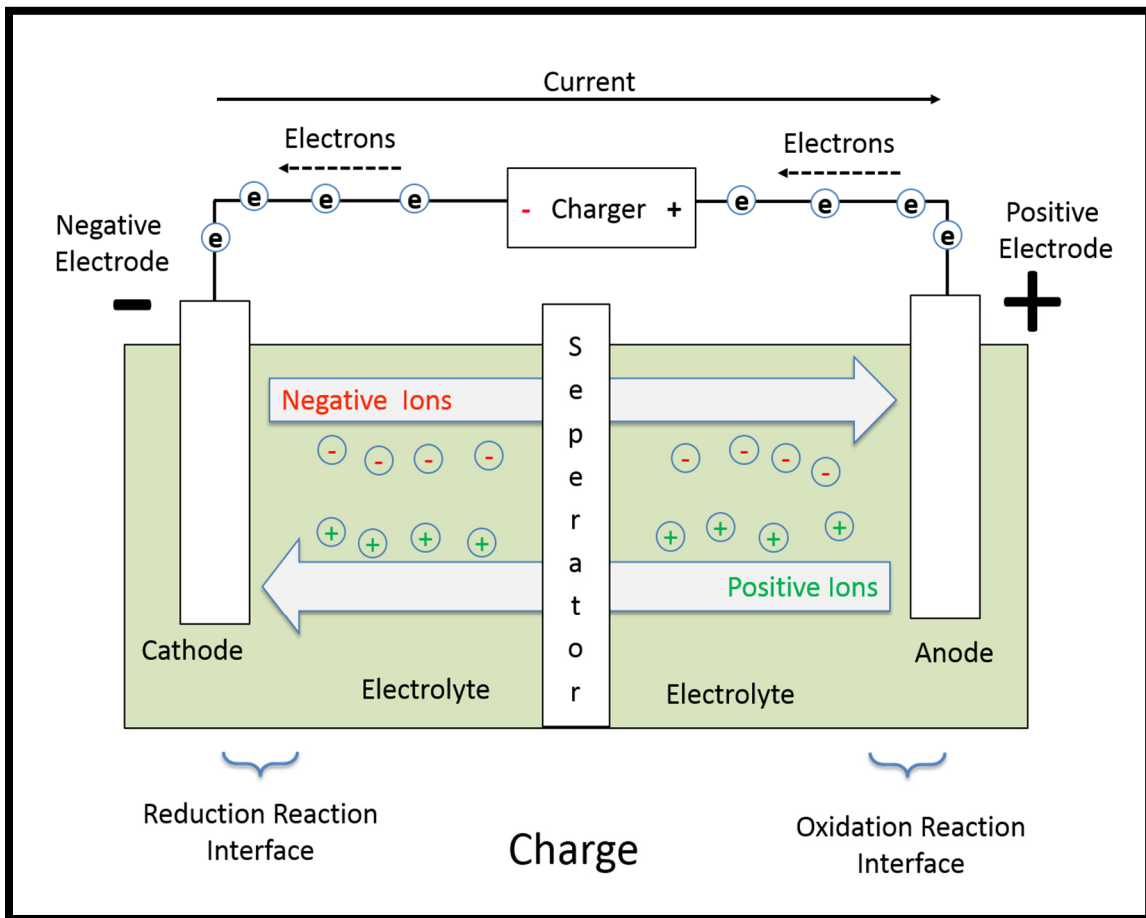 Current
Electrons
Electrons
e e e e
- Charger +
e e e e
Negative
Electrode
-
Positive
Electrode
+
Seperator
Negative Ions
- - - -
- - - -
+ + + +
+ + + +
Positive Ions
Cathode
Anode
Electrolyte
Electrolyte
Reduction Reaction
Interface
Oxidation Reaction
Interface
Charge